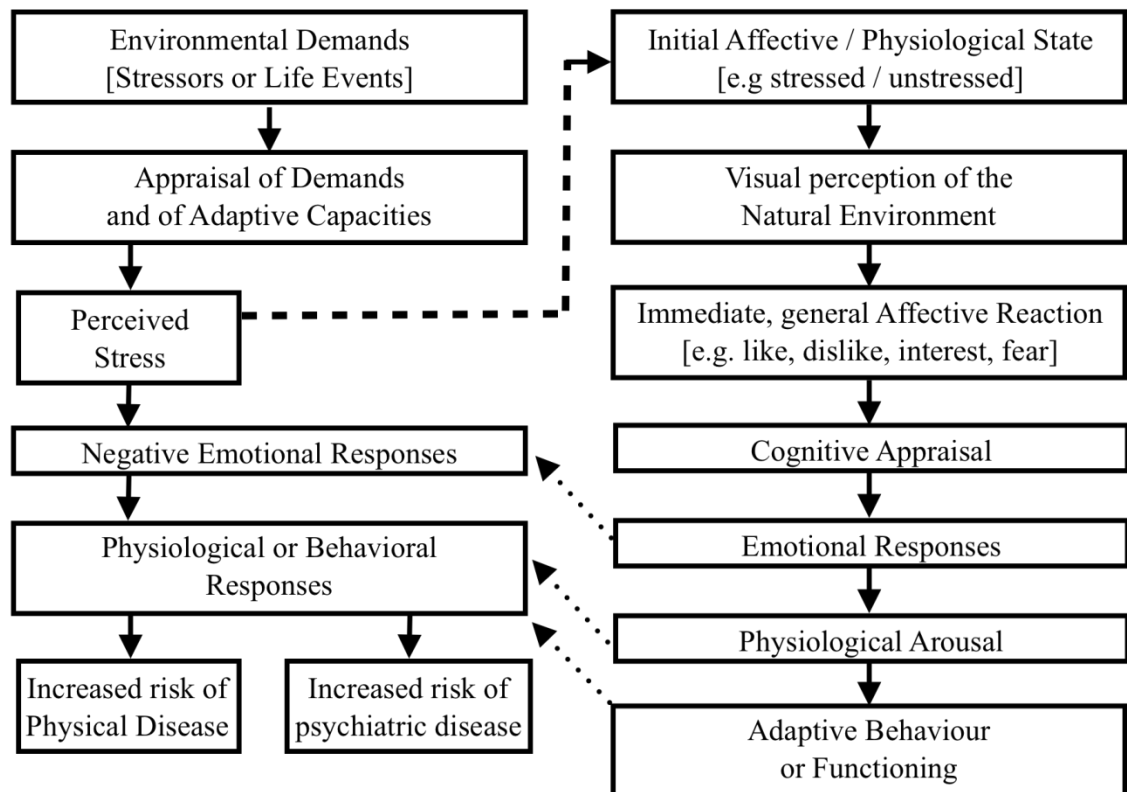 Environmental Demands
[Stressors or Life Events]
Appraisal of Demands
and of Adaptive Capacities
Perceived
Stress
Negative Emotional Responses
Physiological or Behavioral
Responses
Increased risk of
Physical Disease
Increased risk of
psychiatric disease
Initial Affective / Physiological State
[e.g stressed / unstressed]
Visual perception of the
Natural Environment
Immediate, general Affective Reaction
[e.g. like, dislike, interest, fear]
Cognitive Appraisal
Emotional Responses
Physiological Arousal
Adaptive Behaviour
or Functioning